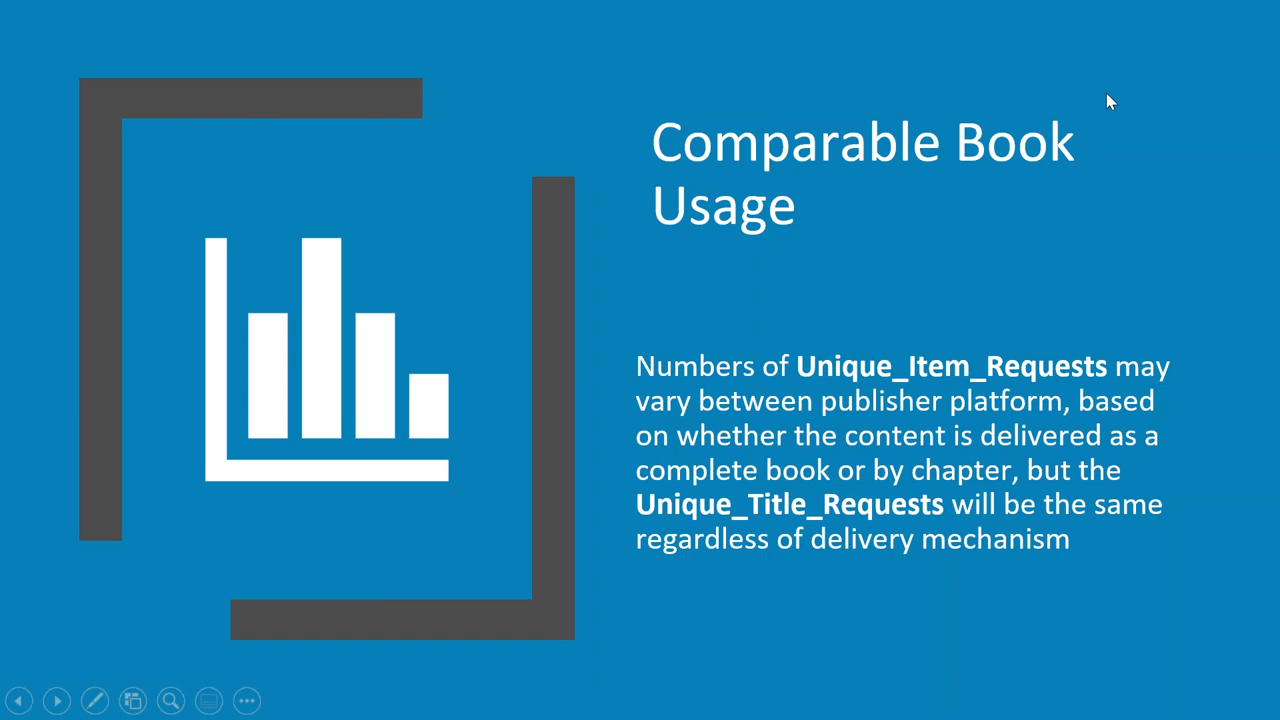 Comparable Book
Usage
Numbers of Unique_Item_Requests may
vary between publisher platform, based
on whether the content is delivered as a
complete book or by chapter, but the
Unique_Title_Requests will be the same
regardless of delivery mechanism